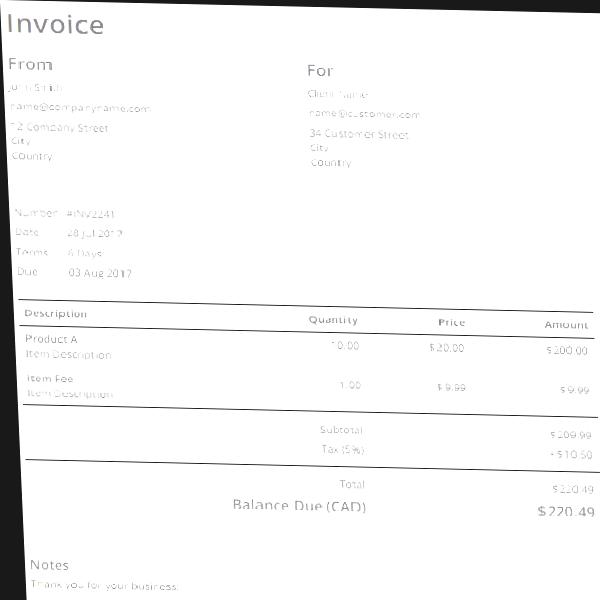 Invoice
From
John Smith
name@companyname.com
12 Company Street
City
Country
For
Client name
name@customer.com
34 Customer Street
City
Country
Number #INV2241
Date 28 Jul 2017
Terms 6 Days
Due 03 Aug 2017
Description Quantity Price Amount
Product A 10.00 $20.00 $200.00
Item Description
Item Fee 1.00 $9.99 $9.99
Item Description
Subtotal $209.99
Tax (5%) +$10.50
Total $220.49
Balance Due (CAD) $220.49
Notes
Thank you for your business.